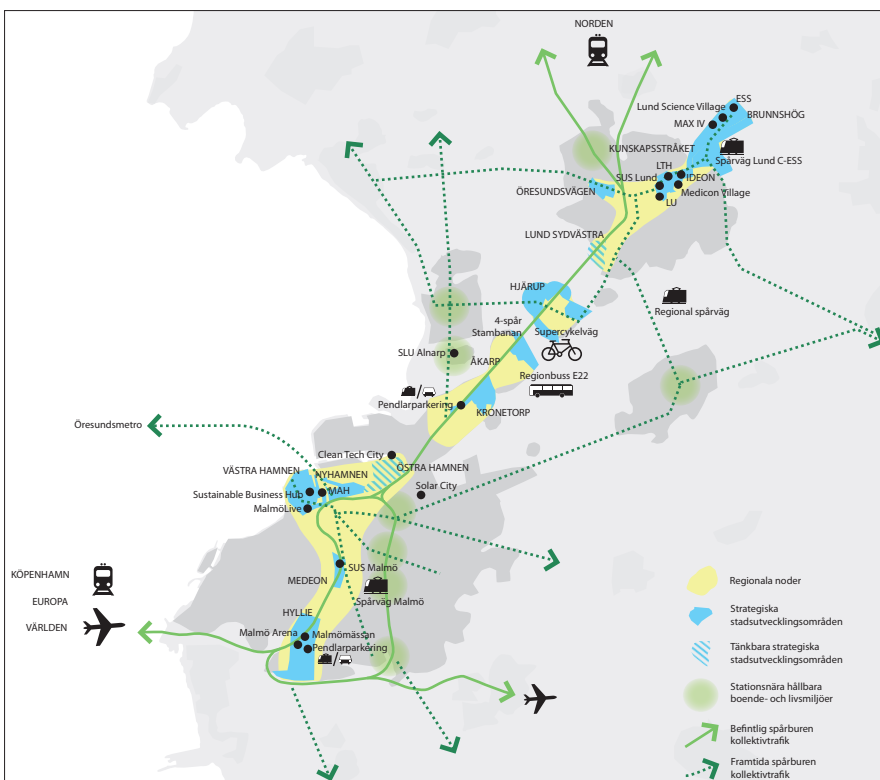 NORDEN
ESS
Lund Science Village
BRUNNSHÖG
MAX IV
KUNSKAPSSTRÅKET
Spårväg Lund C-ESS
LTH
SUS Lund
IDEON
ÖRESUNDSVÄGEN
Medicon Village
LU
LUND SYDVÄSTRA
HJÄRUP
Regional spårväg
4-spår
Stambanan
Supercykelväg
SLU Alnarp
ÅKARP
Regionbuss E22
Pendlarparkering
KRONETORP
Öresundsmetro
Clean Tech City
VÄSTRA HAMNEN
NYHAMNEN
ÖSTRA HAMNEN
Solar City
Sustainable Business Hub
MAH
MalmöLive
SUS Malmö
KÖPENHAMN
MEDEON
Spårväg Malmö
EUROPA
HYLLIE
VÄRLDEN
Malmö Arena
Malmömässan
Pendlarparkering
Regionala noder
Strategiska
stadsutvecklingsområden
Tänkbara strategiska
stadsutvecklingsområden
Stationsnära hållbara
boende- och livsmiljöer
Befintlig spårburen
kollektivtrafik
Framtida spårburen
kollektivtrafik